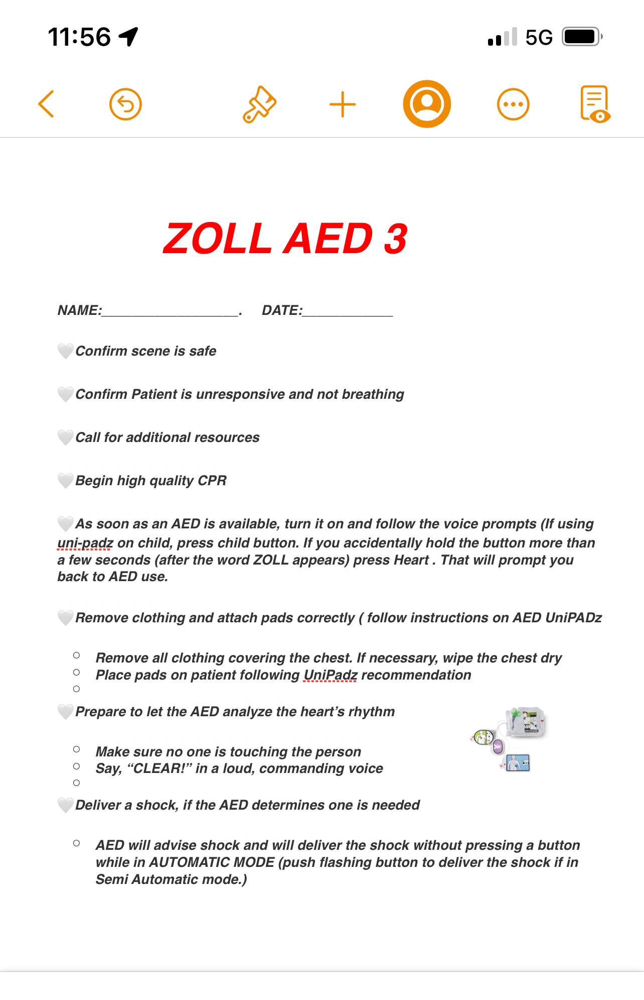 11:56
5G
ZOLL AED 3
NAME:__________________. DATE:____________
🤍Confirm scene is safe
🤍Confirm Patient is unresponsive and not breathing
🤍Call for additional resources
🤍Begin high quality CPR
🤍As soon as an AED is available, turn it on and follow the voice prompts (If using
uni-padz on child, press child button. If you accidentally hold the button more than
a few seconds (after the word ZOLL appears) press Heart . That will prompt you
back to AED use.
🤍Remove clothing and attach pads correctly ( follow instructions on AED UniPADz
○ Remove all clothing covering the chest. If necessary, wipe the chest dry
○ Place pads on patient following UniPadz recommendation
○
🤍Prepare to let the AED analyze the heart’s rhythm
○ Make sure no one is touching the person
○ Say, “CLEAR!” in a loud, commanding voice
○
🤍Deliver a shock, if the AED determines one is needed
○ AED will advise shock and will deliver the shock without pressing a button
while in AUTOMATIC MODE (push flashing button to deliver the shock if in
Semi Automatic mode.)